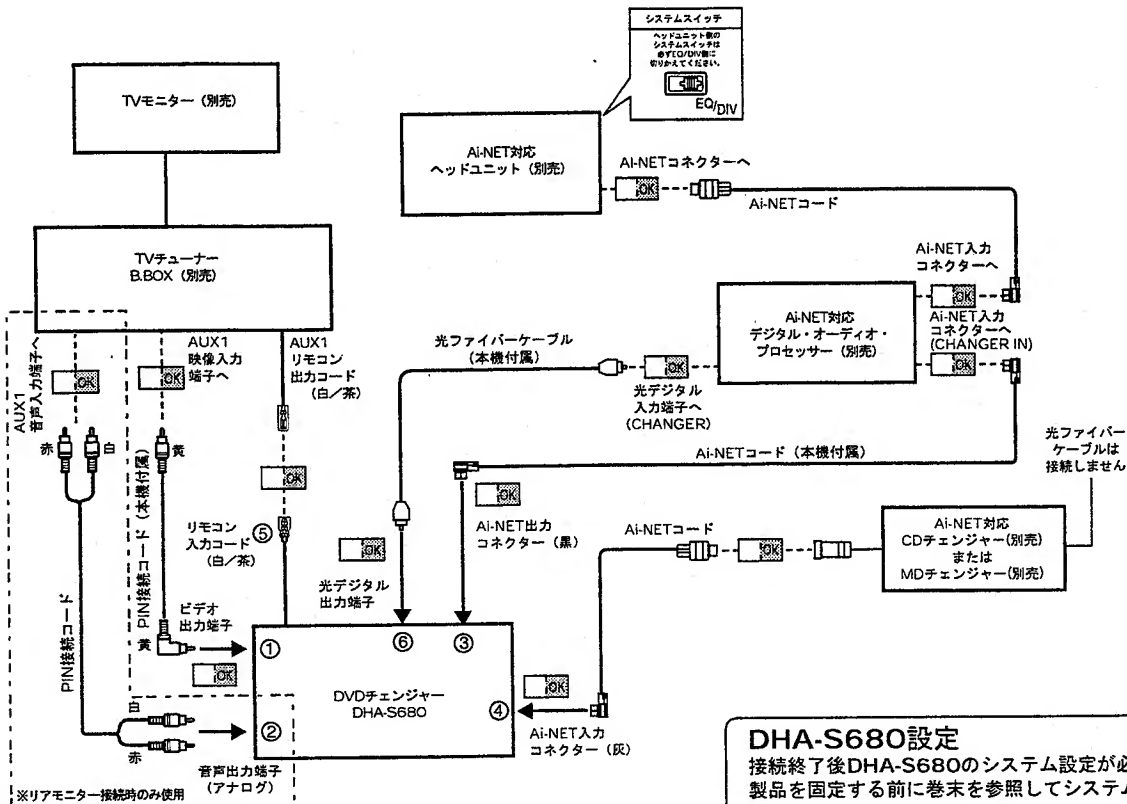 システムスイッチ
ヘッドユニット側の
システムスイッチは
必ずEQ/DIV側に
切りかえてください。
EQ/DIV
TVモニター（別売）
Ai-NET対応
ヘッドユニット（別売）
Ai-NETコネクターへ
OK
Ai-NETコード
TVチューナー
B.BOX（別売）
Ai-NET入力
コネクターへ
OK
Ai-NET対応
デジタル・オーディオ・
プロセッサー（別売）
Ai-NET入力
コネクターへ
(CHANGER IN)
OK
光ファイバーケーブル
(本機付属)
OK
光デジタル
入力端子へ
(CHANGER)
AUX1
音声入力端子へ
OK
AUX1
映像入力
端子へ
OK
AUX1
リモコン
出力コード
(白／茶)
赤
白
黄
OK
PIN接続コード（本機付属）
PIN接続コード
リモコン
入力コード
(白／茶)
⑤
Ai-NETコード（本機付属）
OK
Ai-NET出力
コネクター（黒）
OK
光デジタル
出力端子
光ファイバー
ケーブルは
接続しません
Ai-NETコード
OK
Ai-NET対応
CDチェンジャー(別売)
または
MDチェンジャー(別売)
ビデオ
出力端子
黄
OK
①
⑥
③
DVDチェンジャー
DHA-S680
④
OK
Ai-NET入力
コネクター（灰）
白
赤
②
音声出力端子
(アナログ)
※リアモニター接続時のみ使用
DHA-S680設定
接続終了後DHA-S680のシステム設定が必
製品を固定する前に巻末を参照してシステム